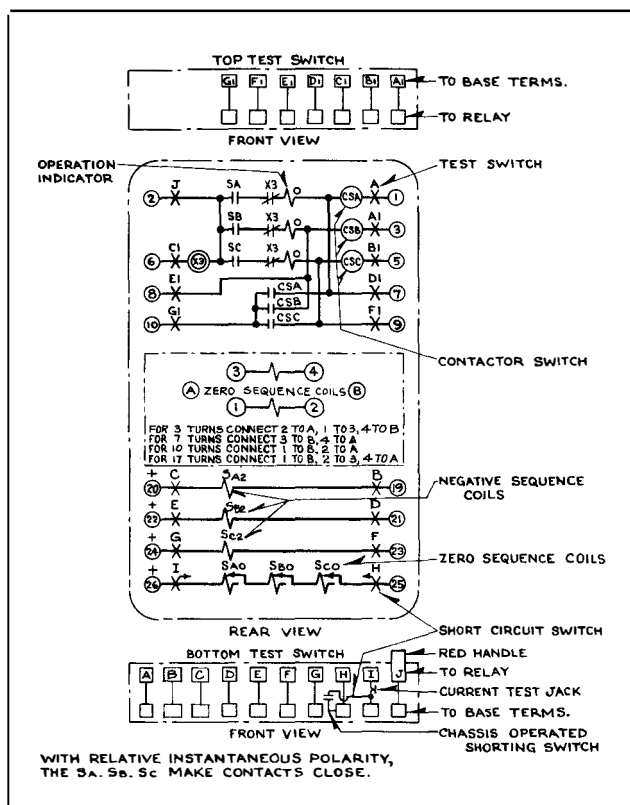 TOP TEST SWITCH
G1 F1 E1 D1 C1 B1 A1 TO BASE TERMS.
TO RELAY
FRONT VIEW
OPERATION INDICATOR
TEST SWITCH
2 J SA X3 O CSA A 1
SB X3 O CSB A1 3
6 C1 X3 SC X3 O CSC B1 5
8 E1 CSA D1 7
CSB
10 G1 CSC F1 9
CONTACTOR SWITCH
3 4
A ZERO SEQUENCE COILS B
1 2
FOR 3 TURNS CONNECT 2 TO A, 1 TO 3, 4 TO B
FOR 7 TURNS CONNECT 3 TO B, 4 TO A
FOR 10 TURNS CONNECT 1 TO B, 2 TO A
FOR 17 TURNS CONNECT 1 TO B, 2 TO 3, 4 TO A
+ 20 C SA2 B 19
NEGATIVE SEQUENCE COILS
+ 22 E SB2 D 21
+ 24 G SC2 F 23
ZERO SEQUENCE COILS
+ 26 I SAO SBO SCO H 25
REAR VIEW
SHORT CIRCUIT SWITCH
BOTTOM TEST SWITCH
RED HANDLE
A B C D E F G H I J TO RELAY
CURRENT TEST JACK
TO BASE TERMS.
FRONT VIEW
CHASSIS OPERATED SHORTING SWITCH
WITH RELATIVE INSTANTANEOUS POLARITY,
THE SA. SB. SC MAKE CONTACTS CLOSE.